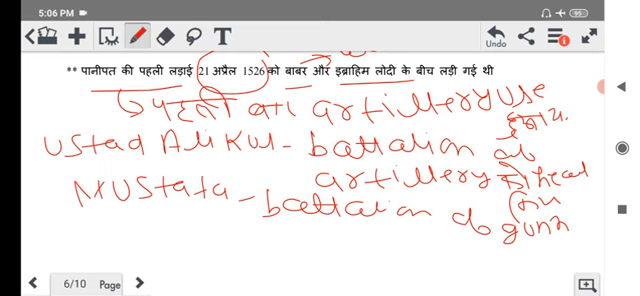 5:06 PM
95
Undo
** पानीपत की पहली लड़ाई 21 अप्रैल 1526 को बाबर और इब्राहिम लोदी के बीच लड़ी गई थी
पहली बार artillery use
Ustad Ali Kuli - battalion
artillery को head
Mustafa - battalion
6/10 Page